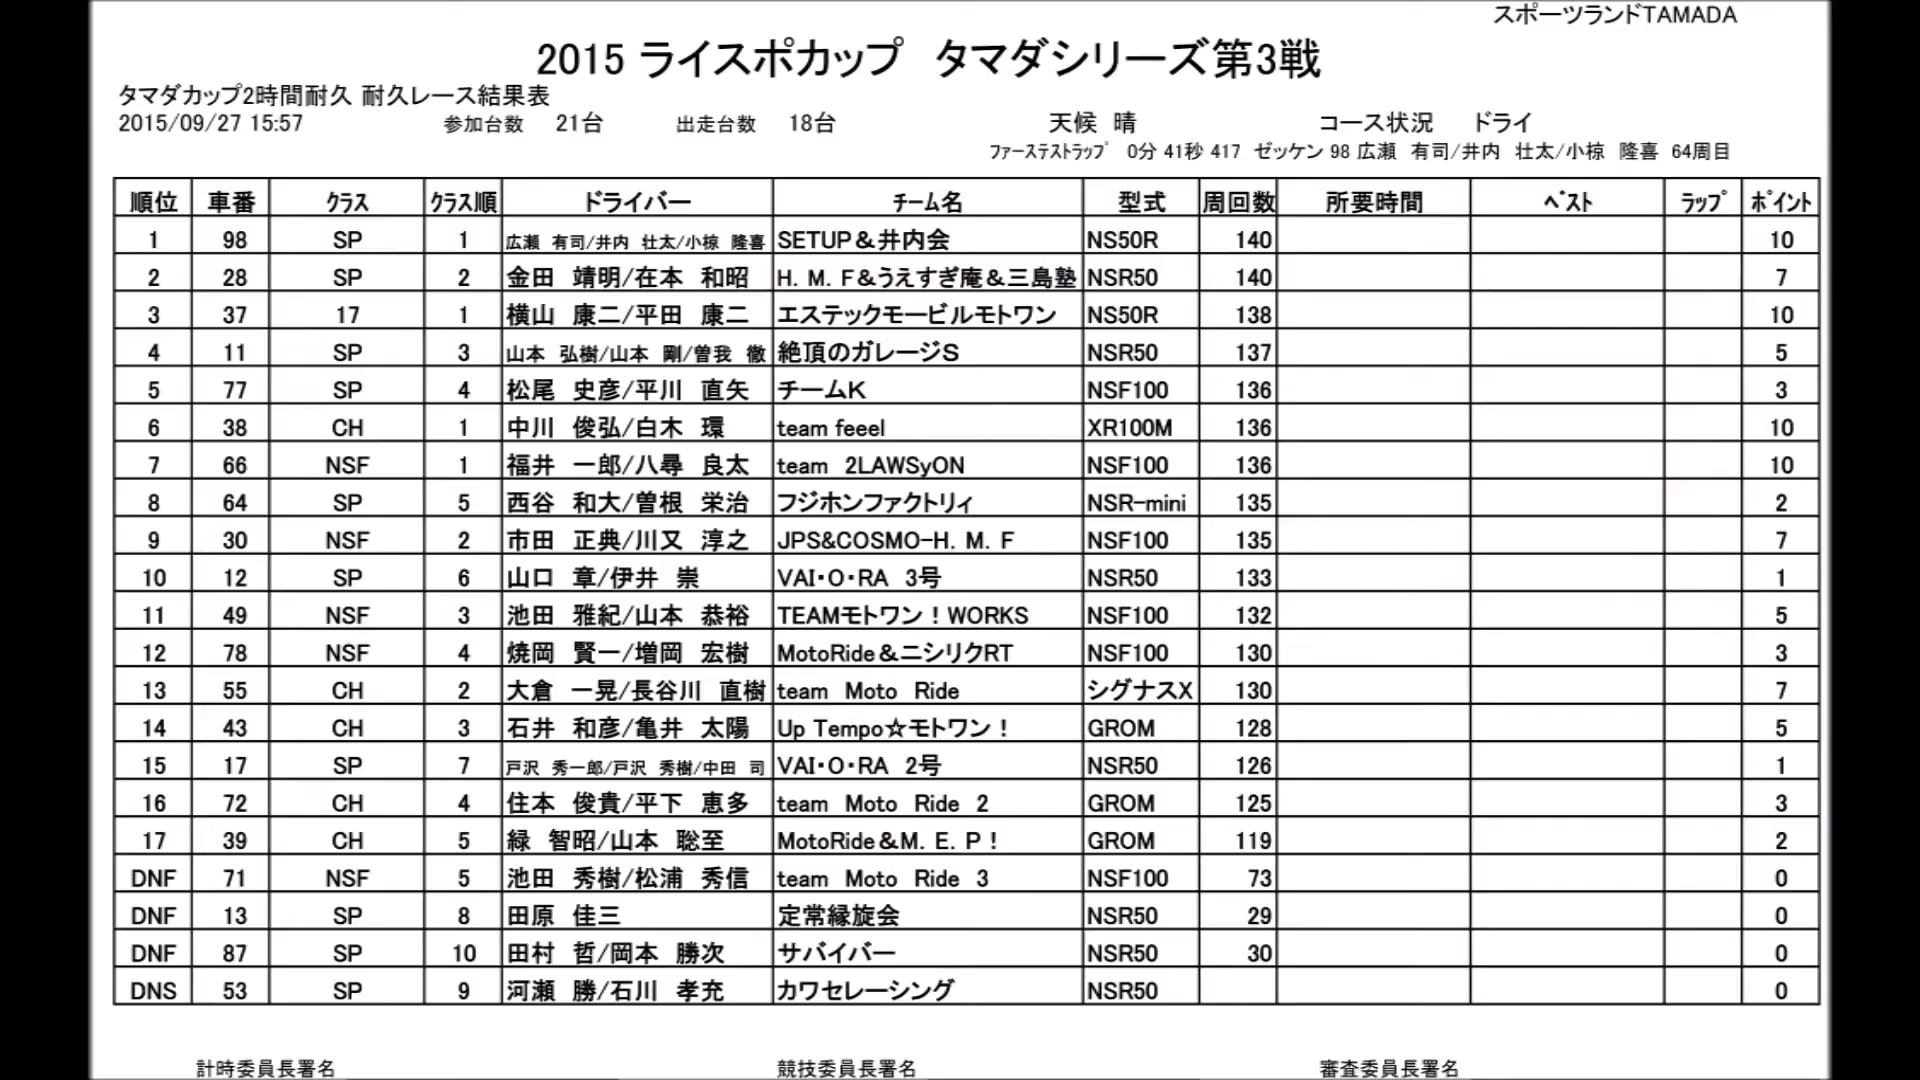 スポーツランドTAMADA
2015 ライスポカップ　タマダシリーズ第3戦
タマダカップ2時間耐久 耐久レース結果表
2015/09/27 15:57 参加台数 21台 出走台数 18台 天候 晴 コース状況 ドライ
ﾌｧｰｽﾃｽﾄﾗｯﾌﾟ 0分 41秒 417 ゼッケン 98 広瀬　有司/井内　壮太/小椋　隆喜 64周目
順位 車番 ｸﾗｽ ｸﾗｽ順 ドライバー ﾁｰﾑ名 型式 周回数 所要時間 ﾍﾞｽﾄ ﾗｯﾌﾟ ﾎﾟｲﾝﾄ
1 98 SP 1 広瀬　有司/井内　壮太/小椋　隆喜 SETUP＆井内会 NS50R 140 10
2 28 SP 2 金田　靖明/在本　和昭 H．M．F＆うえすぎ庵＆三島塾 NSR50 140 7
3 37 17 1 横山　康二/平田　康二 エステックモービルモトワン NS50R 138 10
4 11 SP 3 山本　弘樹/山本　剛/曽我　徹 絶頂のガレージＳ NSR50 137 5
5 77 SP 4 松尾　史彦/平川　直矢 チームＫ NSF100 136 3
6 38 CH 1 中川　俊弘/白木　環 team feeel XR100M 136 10
7 66 NSF 1 福井　一郎/八尋　良太 team　2LAWSyON NSF100 136 10
8 64 SP 5 西谷　和大/曽根　栄治 フジホンファクトリィ NSR-mini 135 2
9 30 NSF 2 市田　正典/川又　淳之 JPS&COSMO-H．M．F NSF100 135 7
10 12 SP 6 山口　章/伊井　崇 VAI・O・RA　3号 NSR50 133 1
11 49 NSF 3 池田　雅紀/山本　恭裕 TEAMモトワン！WORKS NSF100 132 5
12 78 NSF 4 焼岡　賢一/増岡　宏樹 MotoRide＆ニシリクRT NSF100 130 3
13 55 CH 2 大倉　一晃/長谷川　直樹 team　Moto　Ride シグナスX 130 7
14 43 CH 3 石井　和彦/亀井　太陽 Up Tempo☆モトワン！ GROM 128 5
15 17 SP 7 戸沢　秀一郎/戸沢　秀樹/中田　司 VAI・O・RA　2号 NSR50 126 1
16 72 CH 4 住本　俊貴/平下　恵多 team　Moto　Ride　2 GROM 125 3
17 39 CH 5 緑　智昭/山本　聡至 MotoRide＆M．E．P！ GROM 119 2
DNF 71 NSF 5 池田　秀樹/松浦　秀信 team　Moto　Ride　3 NSF100 73 0
DNF 13 SP 8 田原　佳三 定常縁旋会 NSR50 29 0
DNF 87 SP 10 田村　哲/岡本　勝次 サバイバー NSR50 30 0
DNS 53 SP 9 河瀬　勝/石川　孝充 カワセレーシング NSR50 0
計時委員長署名 競技委員長署名 審査委員長署名